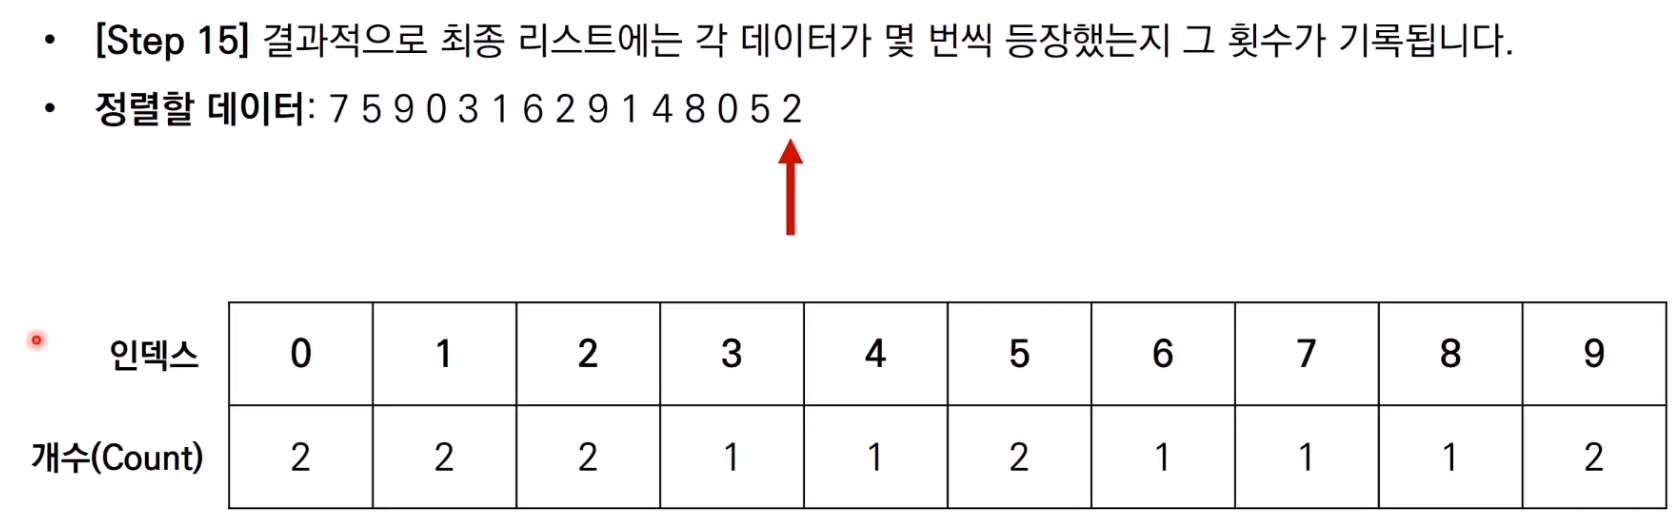 • [Step 15] 결과적으로 최종 리스트에는 각 데이터가 몇 번씩 등장했는지 그 횟수가 기록됩니다.
• 정렬할 데이터: 7 5 9 0 3 1 6 2 9 1 4 8 0 5 2
인덱스 0 1 2 3 4 5 6 7 8 9
개수(Count) 2 2 2 1 1 2 1 1 1 2